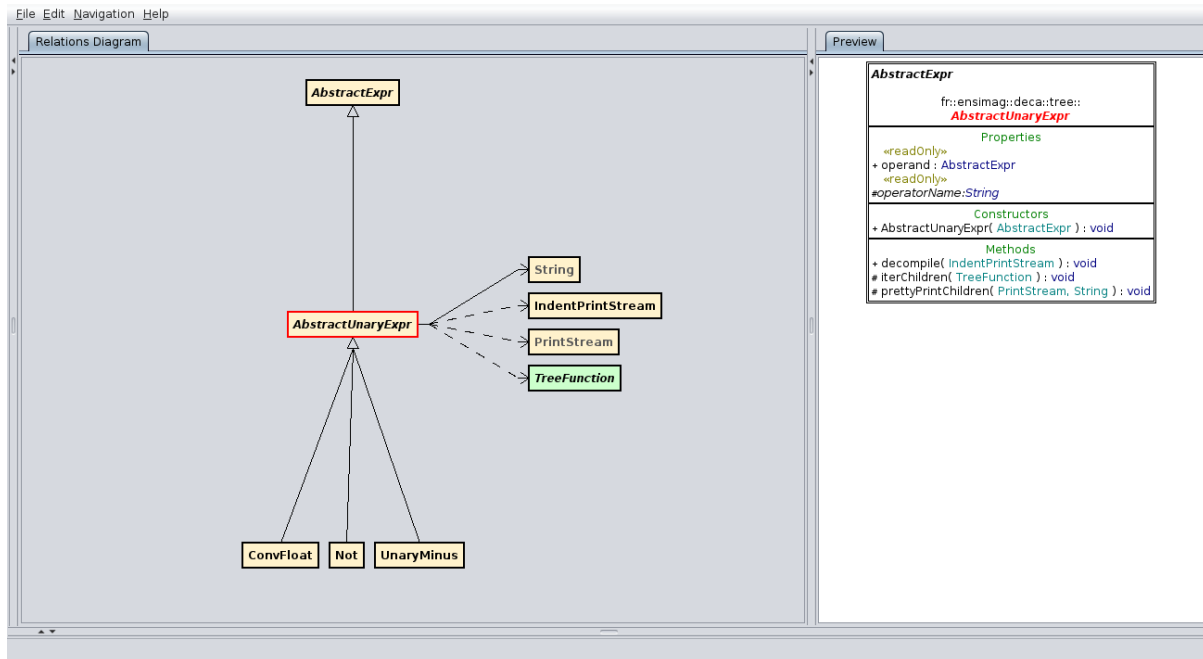 File Edit Navigation Help
Relations Diagram
AbstractExpr
String
IndentPrintStream
AbstractUnaryExpr
PrintStream
TreeFunction
ConvFloat Not UnaryMinus
Preview
AbstractExpr
fr::ensimag::deca::tree::
AbstractUnaryExpr
Properties
«readOnly»
+ operand : AbstractExpr
«readOnly»
#operatorName:String
Constructors
+ AbstractUnaryExpr( AbstractExpr ) : void
Methods
+ decompile( IndentPrintStream ) : void
# iterChildren( TreeFunction ) : void
# prettyPrintChildren( PrintStream, String ) : void